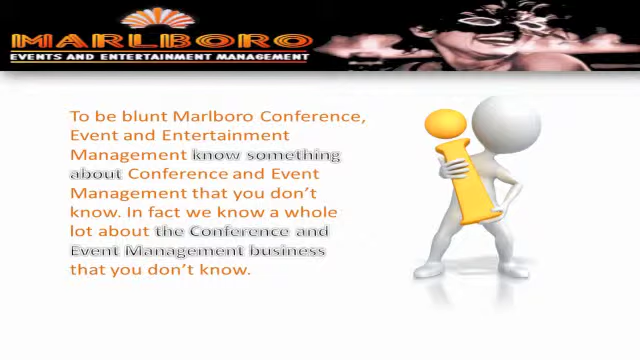 MARLBORO
EVENTS AND ENTERTAINMENT MANAGEMENT
To be blunt Marlboro Conference,
Event and Entertainment
Management know something
about Conference and Event
Management that you don't
know. In fact we know a whole
lot about the Conference and
Event Management business
that you don't know.